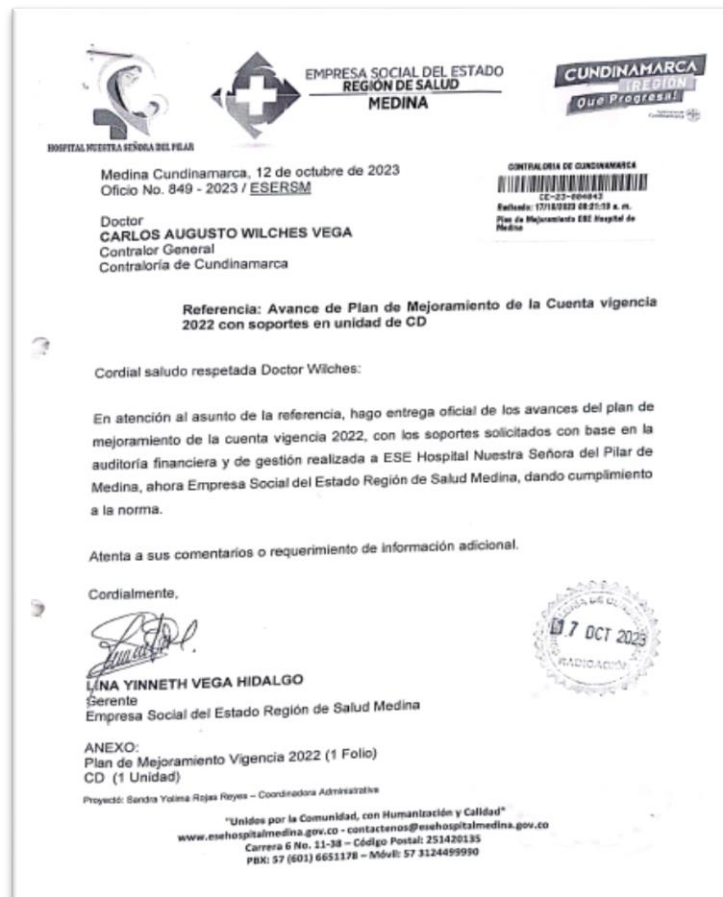 HOSPITAL NUESTRA SEÑORA DEL PILAR
EMPRESA SOCIAL DEL ESTADO
REGIÓN DE SALUD
MEDINA
CUNDINAMARCA
¡REGIÓN
Que Progresa!
Medina Cundinamarca, 12 de octubre de 2023
Oficio No. 849 - 2023 / ESERSM
CONTRALORIA DE CUNDINAMARCA
Radicado: 17/10/2023
Plan de Mejoramiento ESE Hospital de
Medina
Doctor
CARLOS AUGUSTO WILCHES VEGA
Contralor General
Contraloría de Cundinamarca
Referencia: Avance de Plan de Mejoramiento de la Cuenta vigencia
2022 con soportes en unidad de CD
Cordial saludo respetada Doctor Wilches:
En atención al asunto de la referencia, hago entrega oficial de los avances del plan de
mejoramiento de la cuenta vigencia 2022, con los soportes solicitados con base en la
auditoría financiera y de gestión realizada a ESE Hospital Nuestra Señora del Pilar de
Medina, ahora Empresa Social del Estado Región de Salud Medina, dando cumplimiento
a la norma.
Atenta a sus comentarios o requerimiento de información adicional.
Cordialmente,
17 OCT 2023
RADICACIÓN
LINA YINNETH VEGA HIDALGO
Gerente
Empresa Social del Estado Región de Salud Medina
ANEXO:
Plan de Mejoramiento Vigencia 2022 (1 Folio)
CD (1 Unidad)
Proyectó: Sandra Yolima Rojas Reyes – Coordinadora Administrativa
"Unidos por la Comunidad, con Humanización y Calidad"
www.esehospitalmedina.gov.co - contactenos@esehospitalmedina.gov.co
Carrera 6 No. 11-38 – Código Postal: 251420135
PBX: 57 (601) 6651178 – Móvil: 57 3124499990